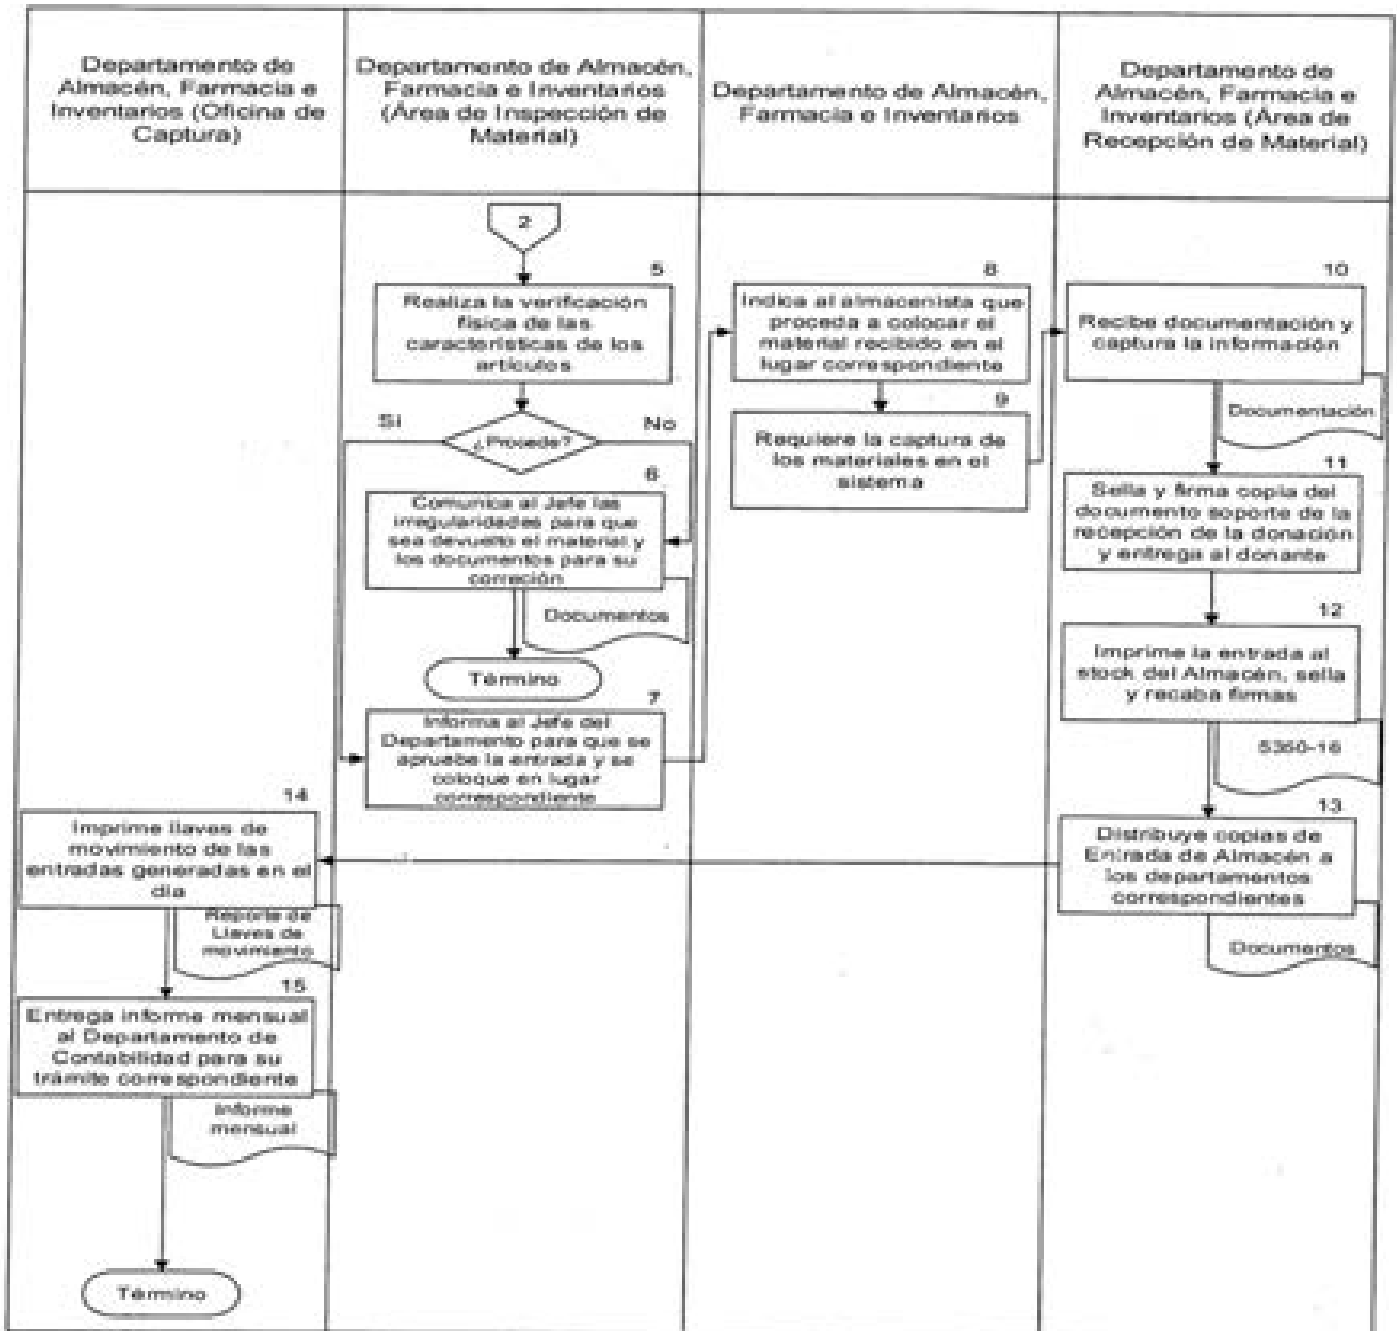 Departamento de
Almacén, Farmacia e
Inventarios (Oficina de
Captura)
Departamento de Almacén,
Farmacia e Inventarios
(Área de Inspección de
Material)
Departamento de Almacén,
Farmacia e Inventarios
Departamento de
Almacén, Farmacia e
Inventarios (Área de
Recepción de Material)
2
5
Realiza la verificación
física de las
características de los
artículos
Si
¿Procede?
No
6
Comunica al Jefe las
irregularidades para que
sea devuelto el material y
los documentos para su
correción
Documentos
Término
7
Informa al Jefe del
Departamento para que se
apruebe la entrada y se
coloque en lugar
correspondiente
8
Indica al almacenista que
proceda a colocar el
material recibido en el
lugar correspondiente
9
Requiere la captura de
los materiales en el
sistema
10
Recibe documentación y
captura la información
Documentación
11
Sella y firma copia del
documento soporte de la
recepción de la donación
y entrega al donante
12
Imprime la entrada al
stock del Almacén, sella
y recaba firmas
5360-16
13
Distribuye copias de
Entrada de Almacén a
los departamentos
correspondientes
Documentos
14
Imprime llaves de
movimiento de las
entradas generadas en el
día
Reporte de
Llaves de
movimiento
15
Entrega informe mensual
al Departamento de
Contabilidad para su
trámite correspondiente
Informe
mensual
Término